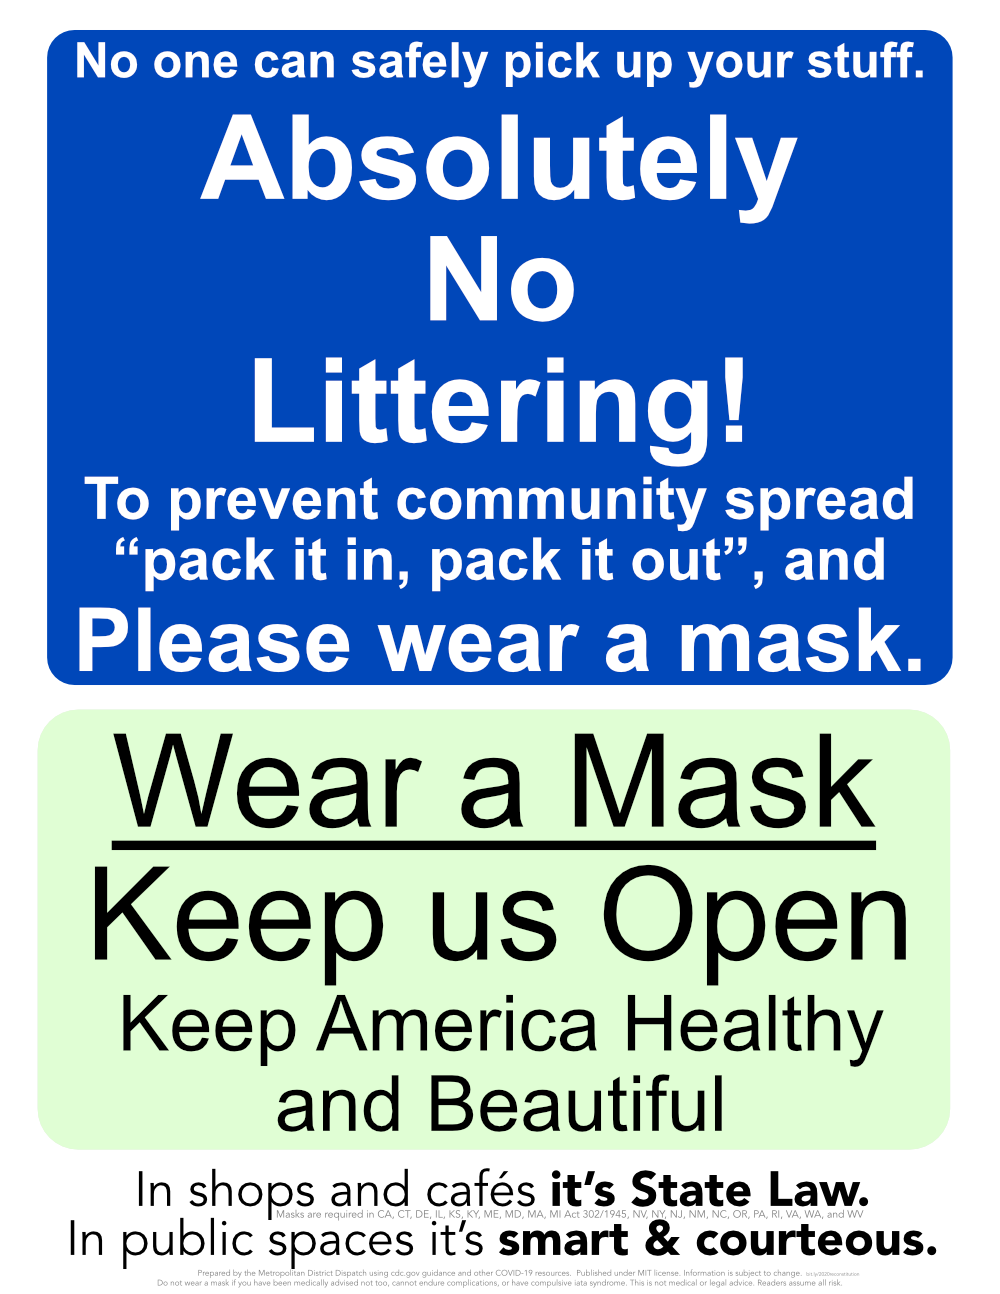 No one can safely pick up your stuff.
Absolutely
No
Littering!
To prevent community spread
“pack it in, pack it out”, and
Please wear a mask.
Wear a Mask
Keep us Open
Keep America Healthy
and Beautiful
In shops and cafés it’s State Law.
Masks are required in CA, CT, DE, IL, KS, KY, ME, MD, MA, MI Act 302/1945, NV, NY, NJ, NM, NC, OR, PA, RI, VA, WA, and WV
In public spaces it’s smart & courteous.
Prepared by the Metropolitan District Dispatch using cdc.gov guidance and other COVID-19 resources. Published under MIT license. Information is subject to change.
Do not wear a mask if you have been medically advised not too, cannot endure complications, or have compulsive iata syndrome. This is not medical or legal advice. Readers assume all risk.